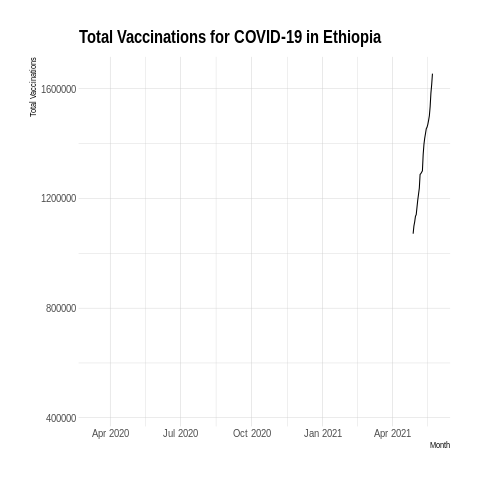 Total Vaccinations for COVID-19 in Ethiopia
Total Vaccinations
1600000
1200000
800000
400000
Apr 2020 Jul 2020 Oct 2020 Jan 2021 Apr 2021
Month